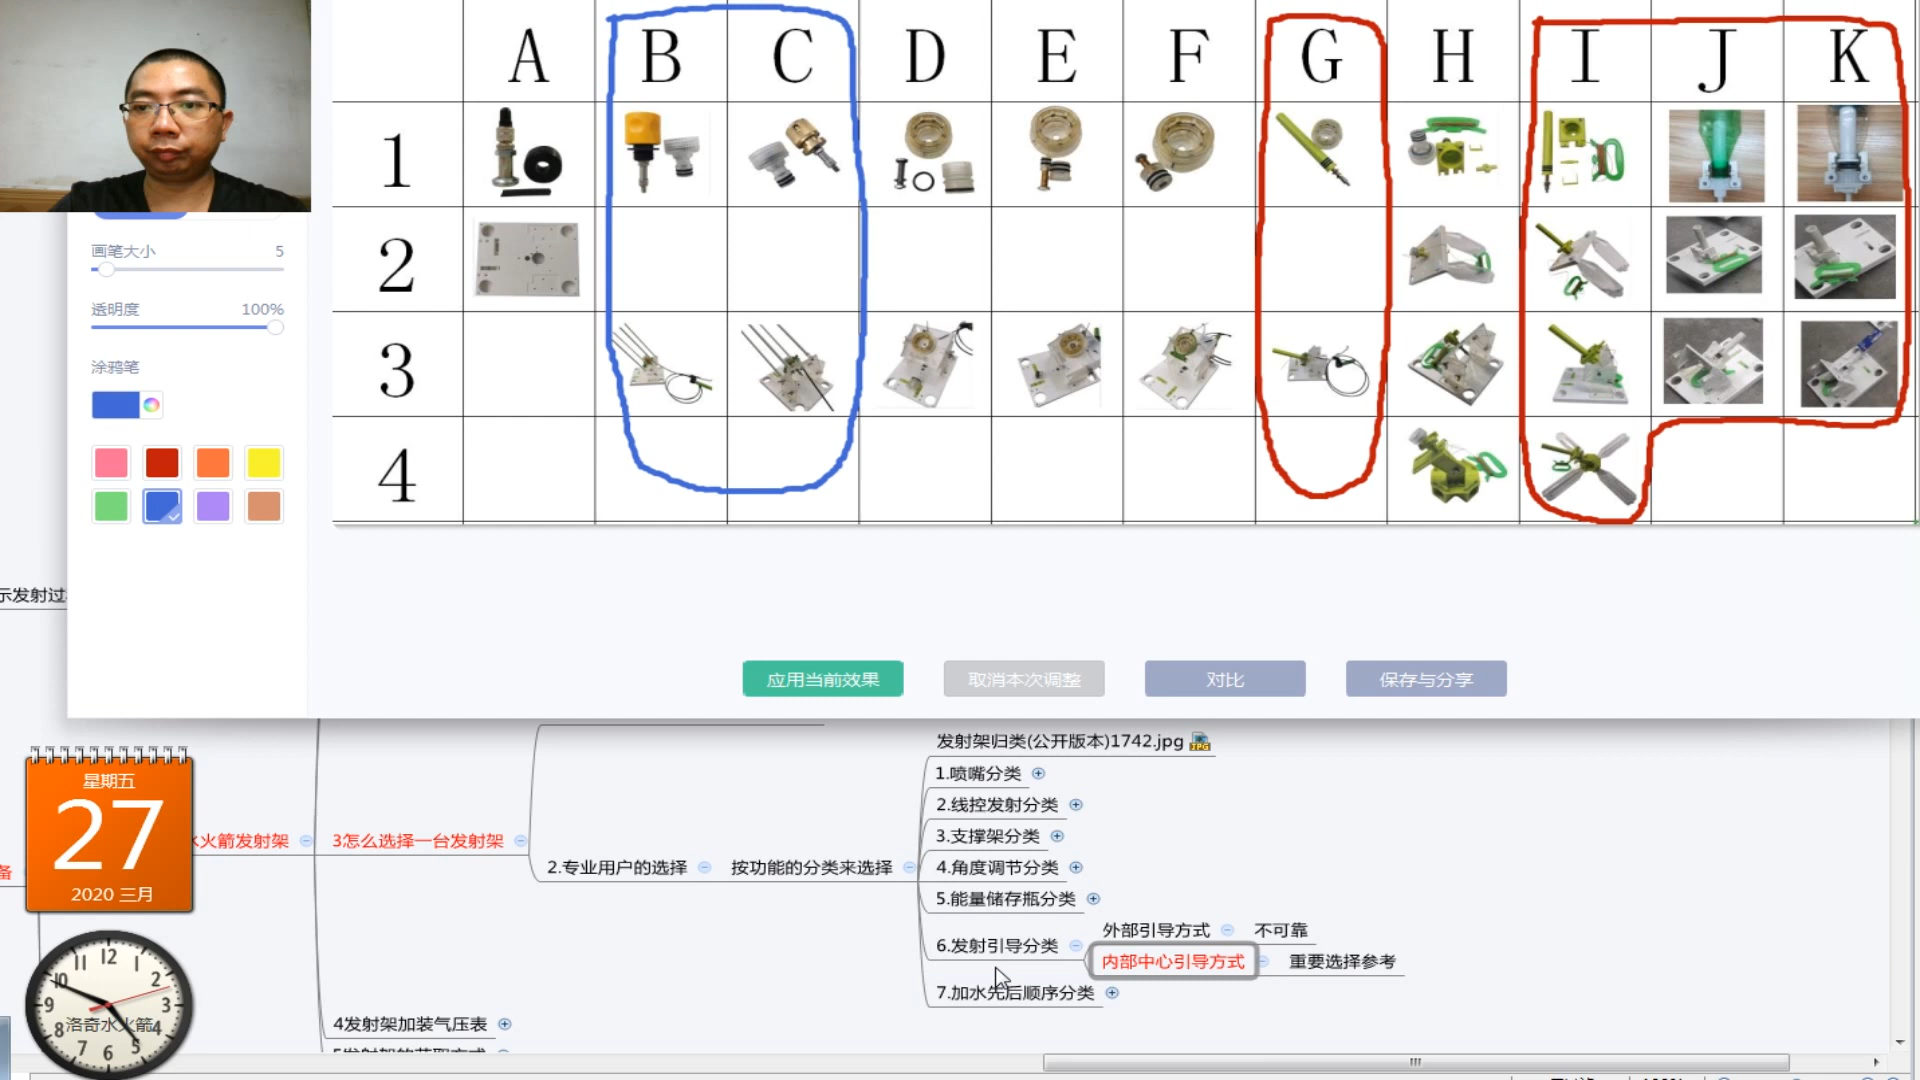 A B C D E F G H I J K
1
2
3
4
画笔大小 5
透明度 100%
涂鸦笔
应用当前效果 取消本次调整 对比 保存与分享
示发射过
发射架归类(公开版本)1742.jpg
1.喷嘴分类
2.线控发射分类
3.支撑架分类
4.角度调节分类
5.能量储存瓶分类
6.发射引导分类
外部引导方式 不可靠
内部中心引导方式 重要选择参考
7.加水先后顺序分类
2.专业用户的选择 按功能的分类来选择
火箭发射架 3怎么选择一台发射架
备
4发射架加装气压表
星期五
27
2020 三月
12
1
2
3
4
5
6
7
8
9
10
11
洛奇水火箭